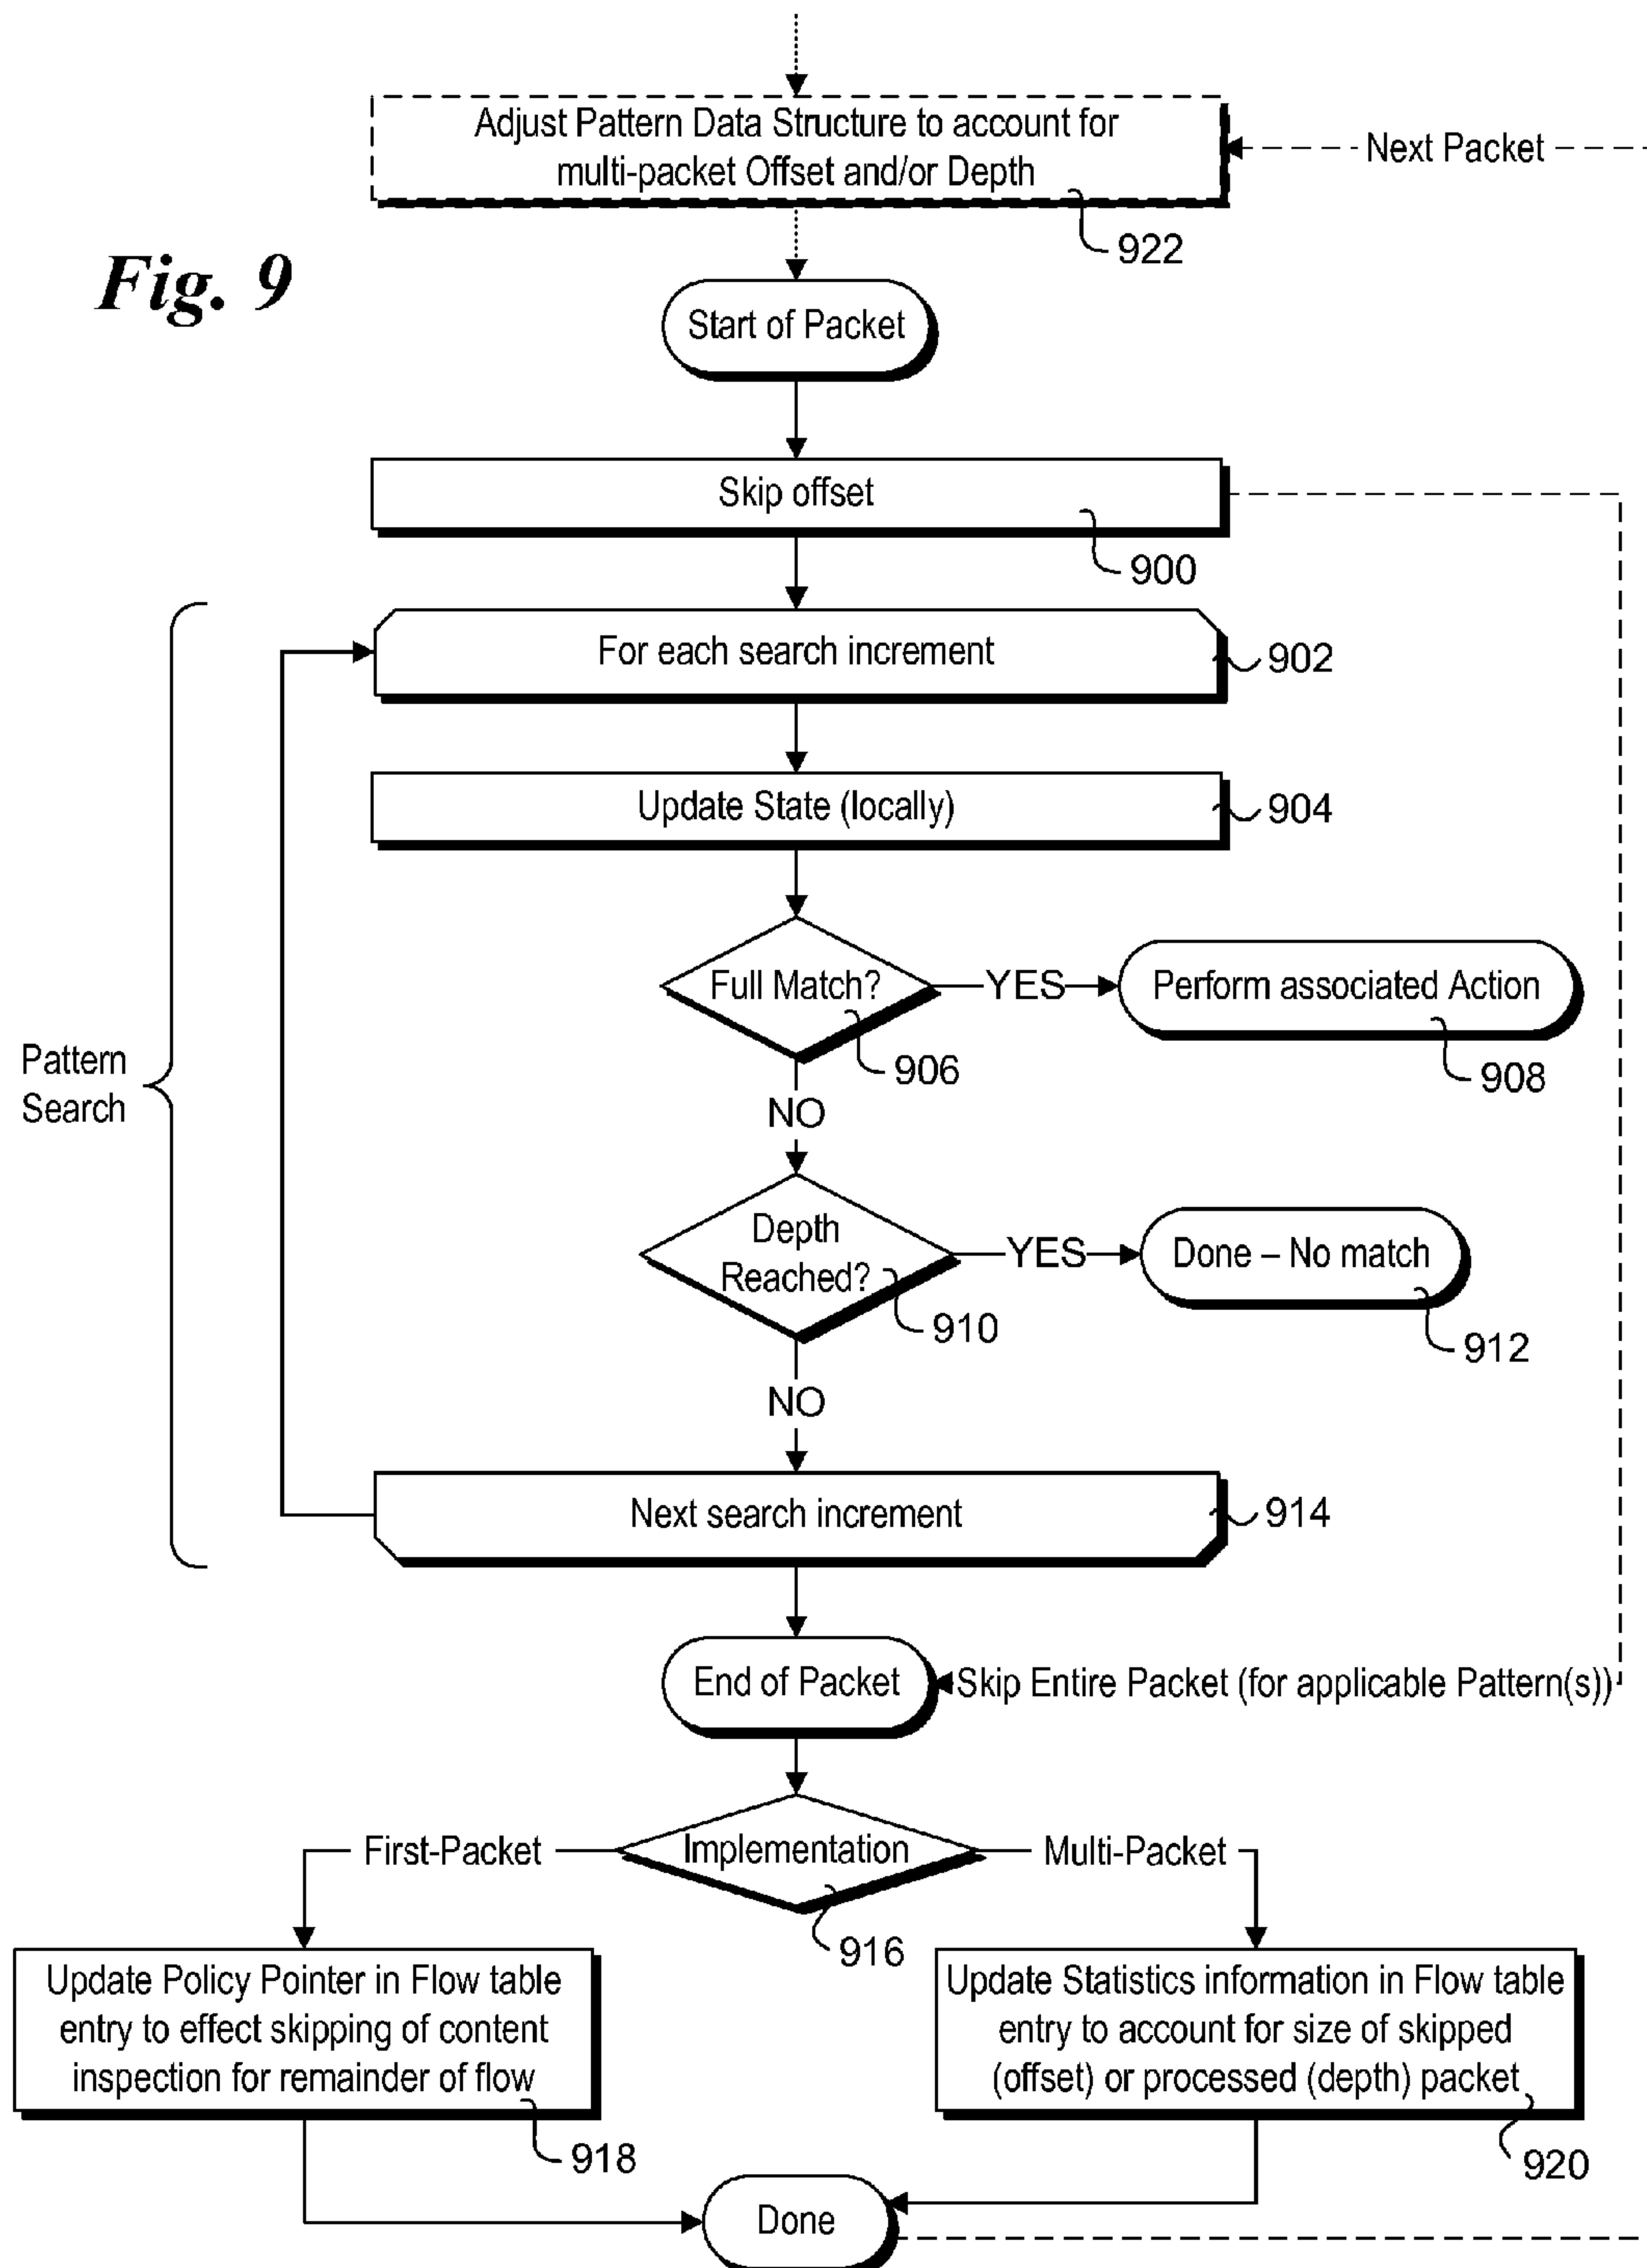 Adjust Pattern Data Structure to account for
multi-packet Offset and/or Depth
Next Packet
922
Fig. 9
Start of Packet
Skip offset
900
For each search increment
902
Update State (locally)
904
Full Match?
YES
Perform associated Action
906
908
NO
Pattern
Search
Depth
Reached?
YES
Done – No match
910
912
NO
Next search increment
914
End of Packet
Skip Entire Packet (for applicable Pattern(s))
First-Packet
Implementation
Multi-Packet
916
Update Policy Pointer in Flow table
entry to effect skipping of content
inspection for remainder of flow
918
Update Statistics information in Flow table
entry to account for size of skipped
(offset) or processed (depth) packet
920
Done